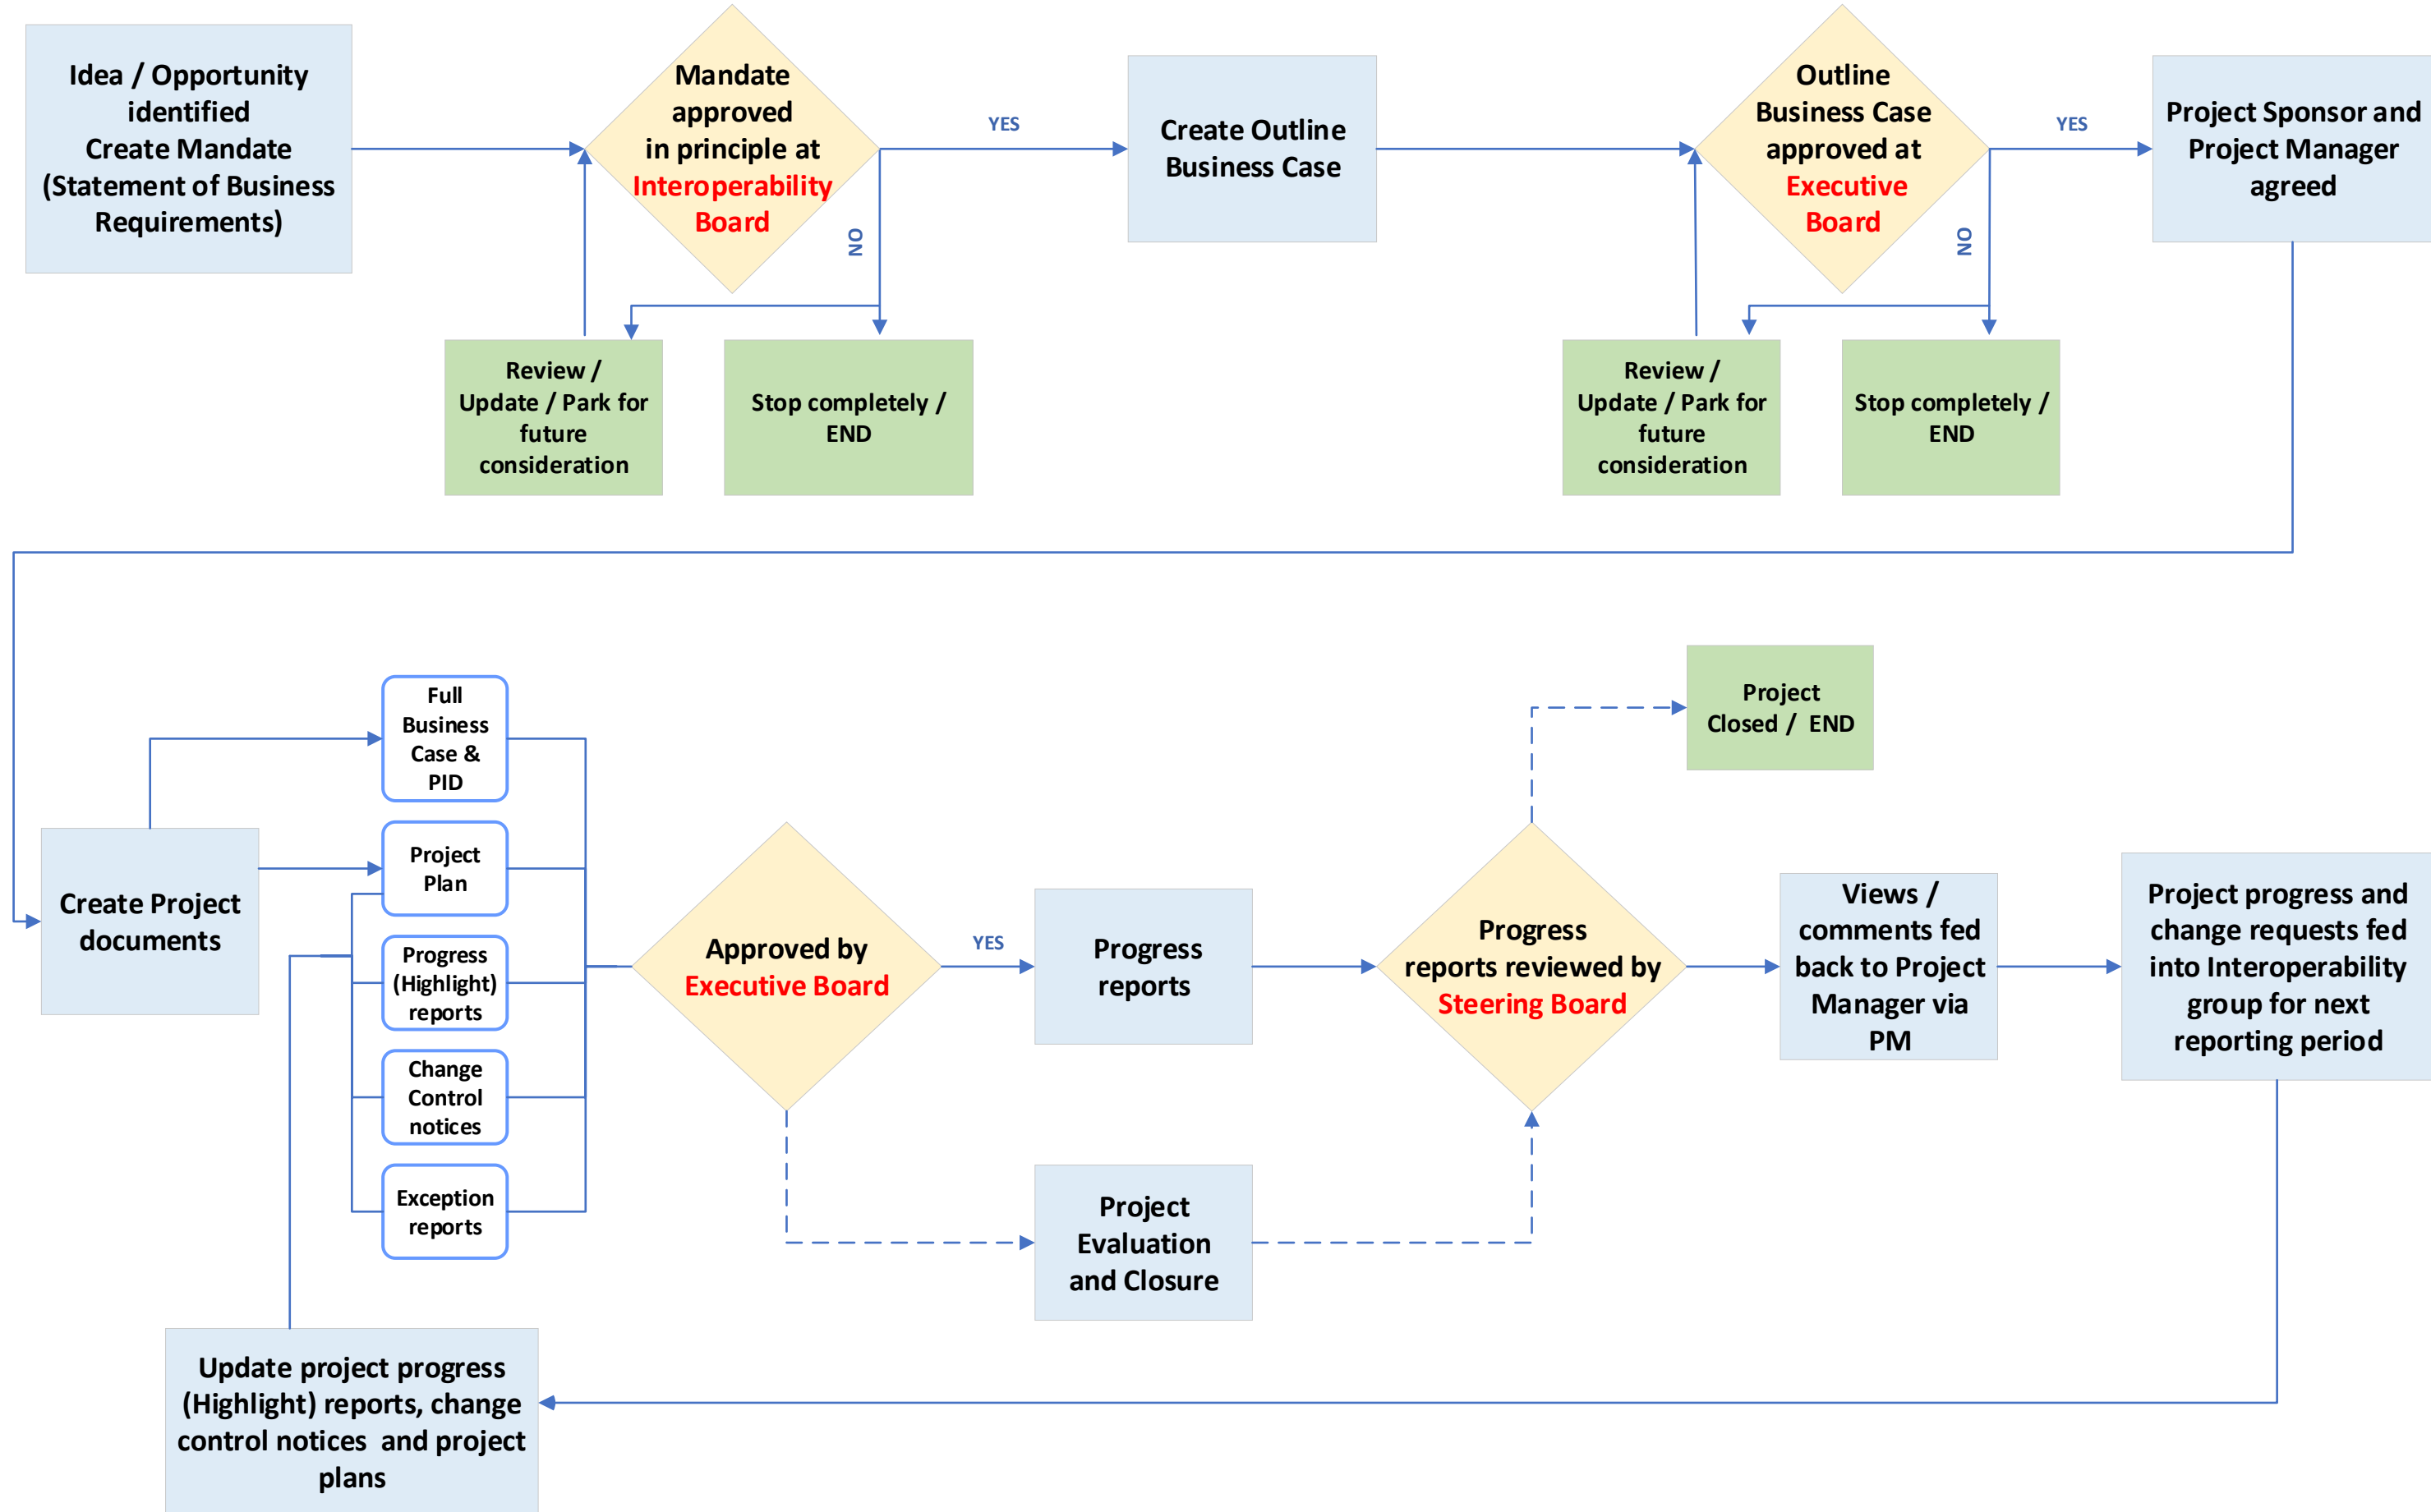 Idea / Opportunity
identified
Create Mandate
(Statement of Business
Requirements)
Mandate
approved
in principle at
Interoperability
Board
YES
NO
Create Outline
Business Case
Outline
Business Case
approved at
Executive
Board
YES
NO
Project Sponsor and
Project Manager
agreed
Review /
Update / Park for
future
consideration
Stop completely /
END
Review /
Update / Park for
future
consideration
Stop completely /
END
Create Project
documents
Full
Business
Case &
PID
Project
Plan
Progress
(Highlight)
reports
Change
Control
notices
Exception
reports
Approved by
Executive Board
YES
Progress
reports
Project
Evaluation
and Closure
Progress
reports reviewed by
Steering Board
Project
Closed / END
Views /
comments fed
back to Project
Manager via
PM
Project progress and
change requests fed
into Interoperability
group for next
reporting period
Update project progress
(Highlight) reports, change
control notices and project
plans